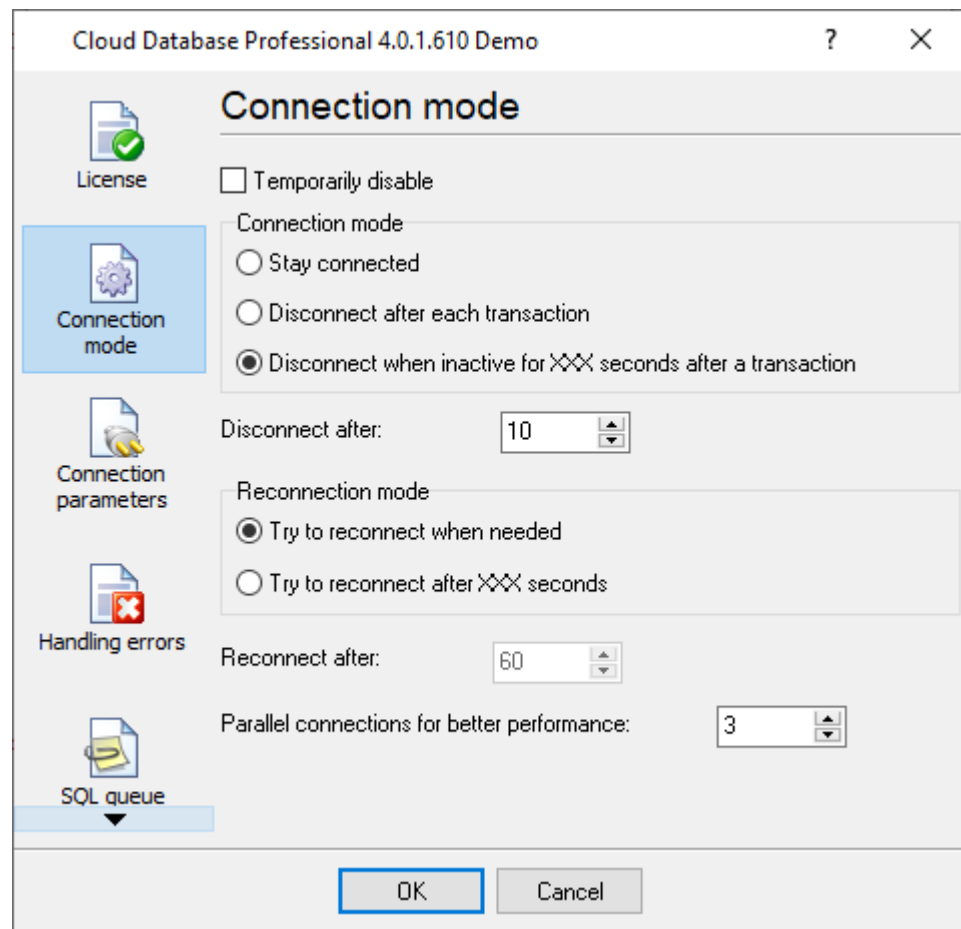 Cloud Database Professional 4.0.1.610 Demo
?
License
Connection mode
Temporarily disable
Connection mode
Stay connected
Disconnect after each transaction
Disconnect when inactive for XXX seconds after a transaction
Connection
mode
Disconnect after:
10
Connection
parameters
Reconnection mode
Try to reconnect when needed
Try to reconnect after XXX seconds
Handling errors
Reconnect after:
60
Parallel connections for better performance:
3
SQL queue
OK
Cancel